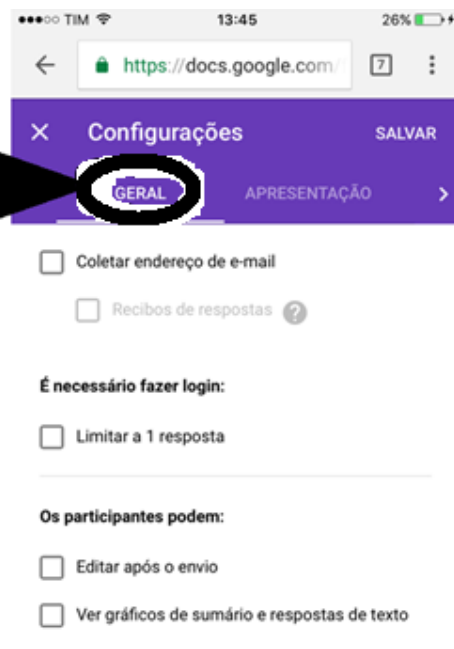 TIM 13:45 26%
https://docs.google.com/ 7
Configurações SALVAR
GERAL APRESENTAÇÃO
Coletar endereço de e-mail
Recibos de respostas ?
É necessário fazer login:
Limitar a 1 resposta
Os participantes podem:
Editar após o envio
Ver gráficos de sumário e respostas de texto